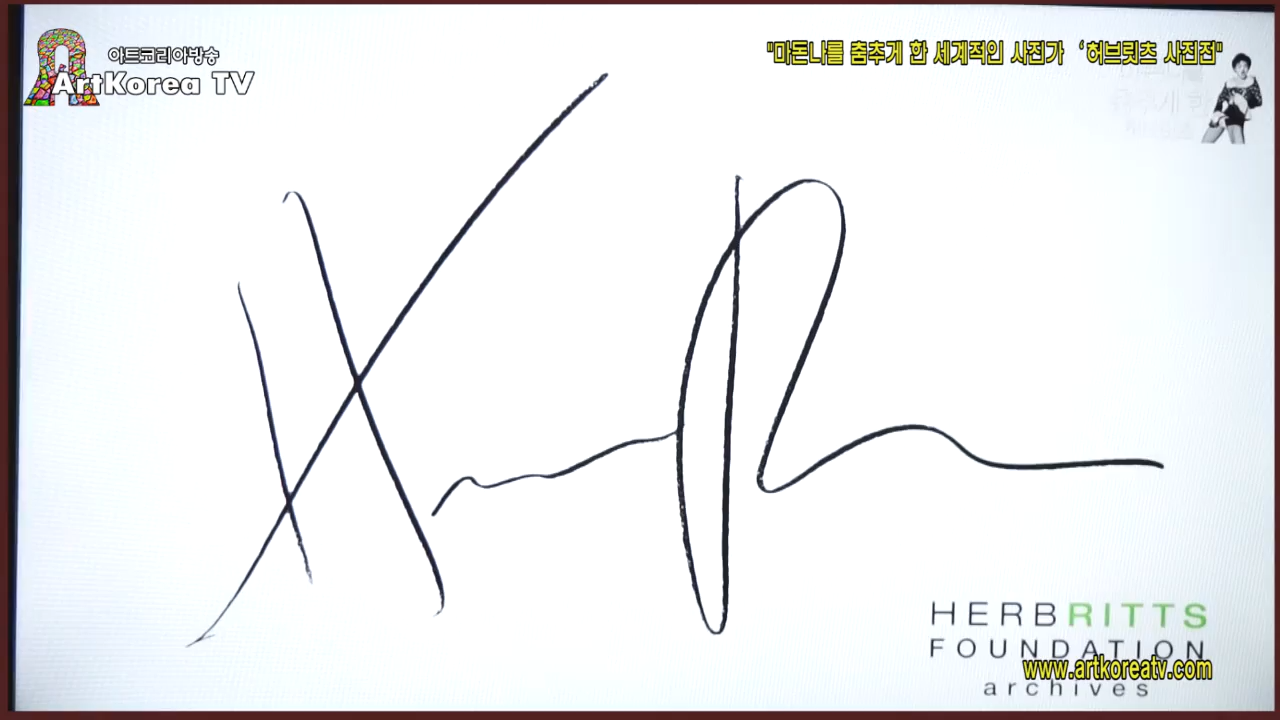 아트코리아방송
ArtKorea TV
"마돈나를 춤추게 한 세계적인 사진가 ‘허브릿츠 사진전"
HERBRITTS
FOUNDATION
www.artkoreatv.com
archives